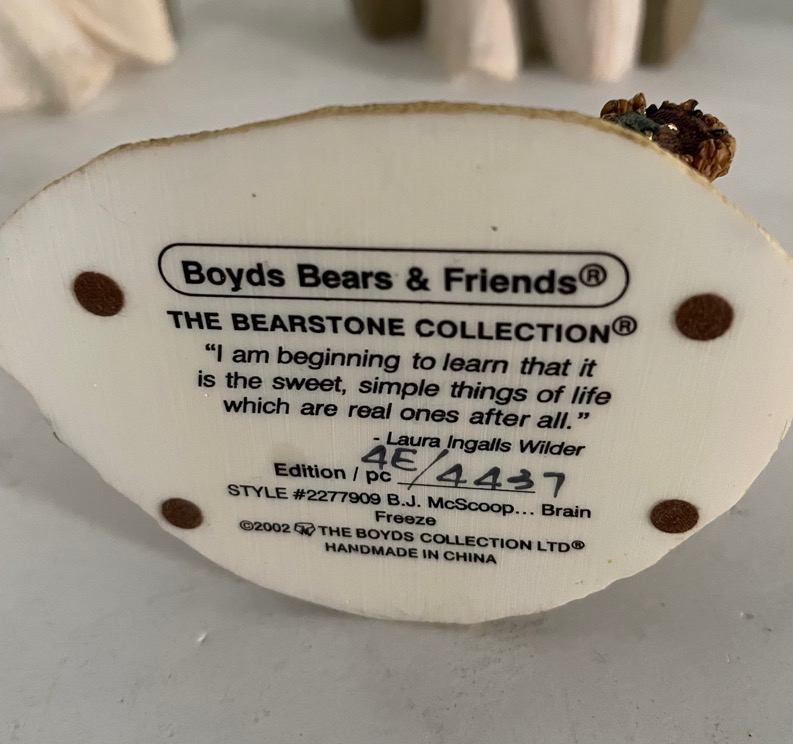 Boyds Bears & Friends®
THE BEARSTONE COLLECTION®
“I am beginning to learn that it
is the sweet, simple things of life
which are real ones after all.”
- Laura Ingalls Wilder
Edition / pc 4E/4437
STYLE #2277909 B.J. McScoop... Brain
Freeze
©2002 THE BOYDS COLLECTION LTD®
HANDMADE IN CHINA